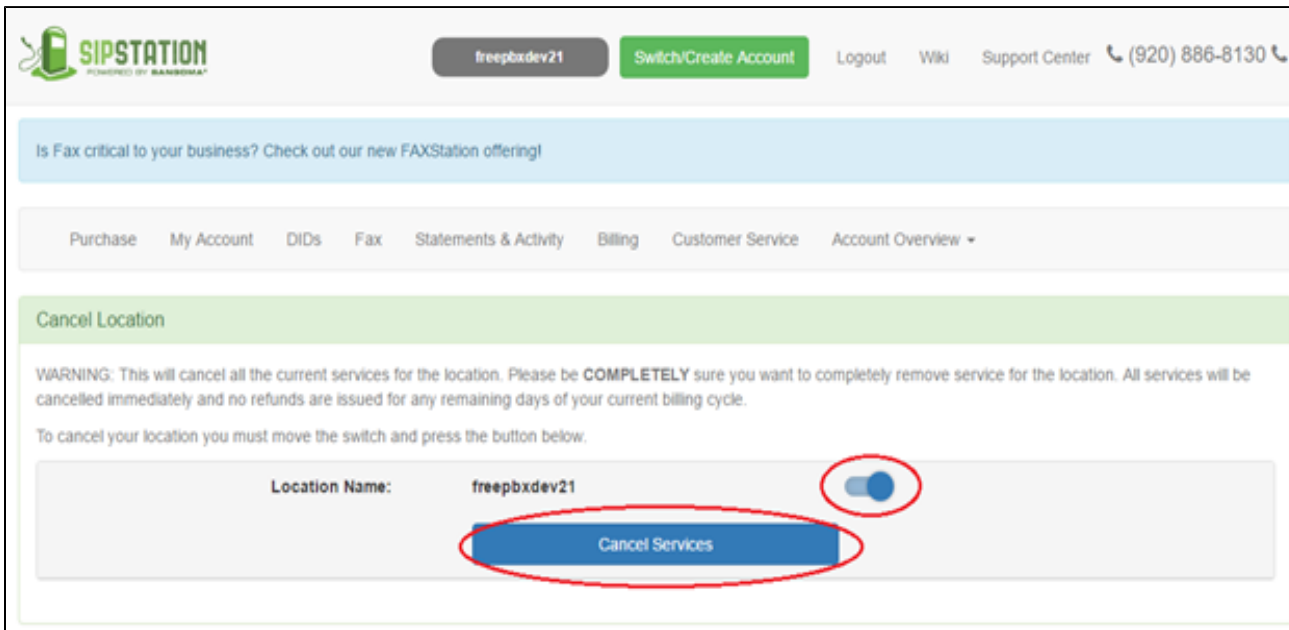 SIPSTATION
POWERED BY SANGOMA
freepbxdev21
Switch/Create Account
Logout
Wiki
Support Center
(920) 886-8130
Is Fax critical to your business? Check out our new FAXStation offering!
Purchase
My Account
DIDs
Fax
Statements & Activity
Billing
Customer Service
Account Overview
Cancel Location
WARNING: This will cancel all the current services for the location. Please be COMPLETELY sure you want to completely remove service for the location. All services will be
cancelled immediately and no refunds are issued for any remaining days of your current billing cycle.
To cancel your location you must move the switch and press the button below.
Location Name: freepbxdev21
Cancel Services